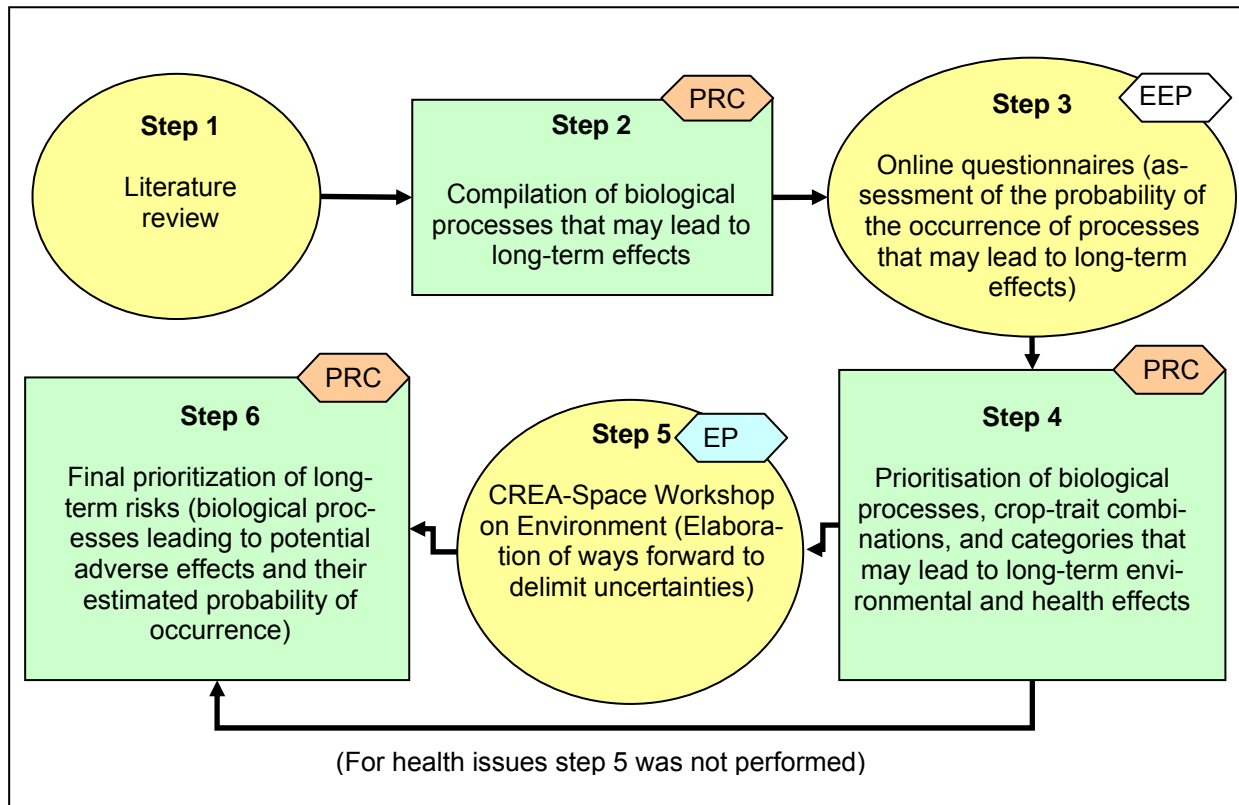 Step 1
Literature
review
PRC
Step 2
Compilation of biological
processes that may lead to
long-term effects
EEP
Step 3
Online questionnaires (as-
sessment of the probability of
the occurrence of processes
that may lead to long-term
effects)
PRC
Step 4
Prioritisation of biological
processes, crop-trait combi-
nations, and categories that
may lead to long-term envi-
ronmental and health effects
EP
Step 5
CREA-Space Workshop
on Environment (Elabora-
tion of ways forward to
delimit uncertainties)
PRC
Step 6
Final prioritization of long-
term risks (biological proc-
esses leading to potential
adverse effects and their
estimated probability of
occurrence)
(For health issues step 5 was not performed)